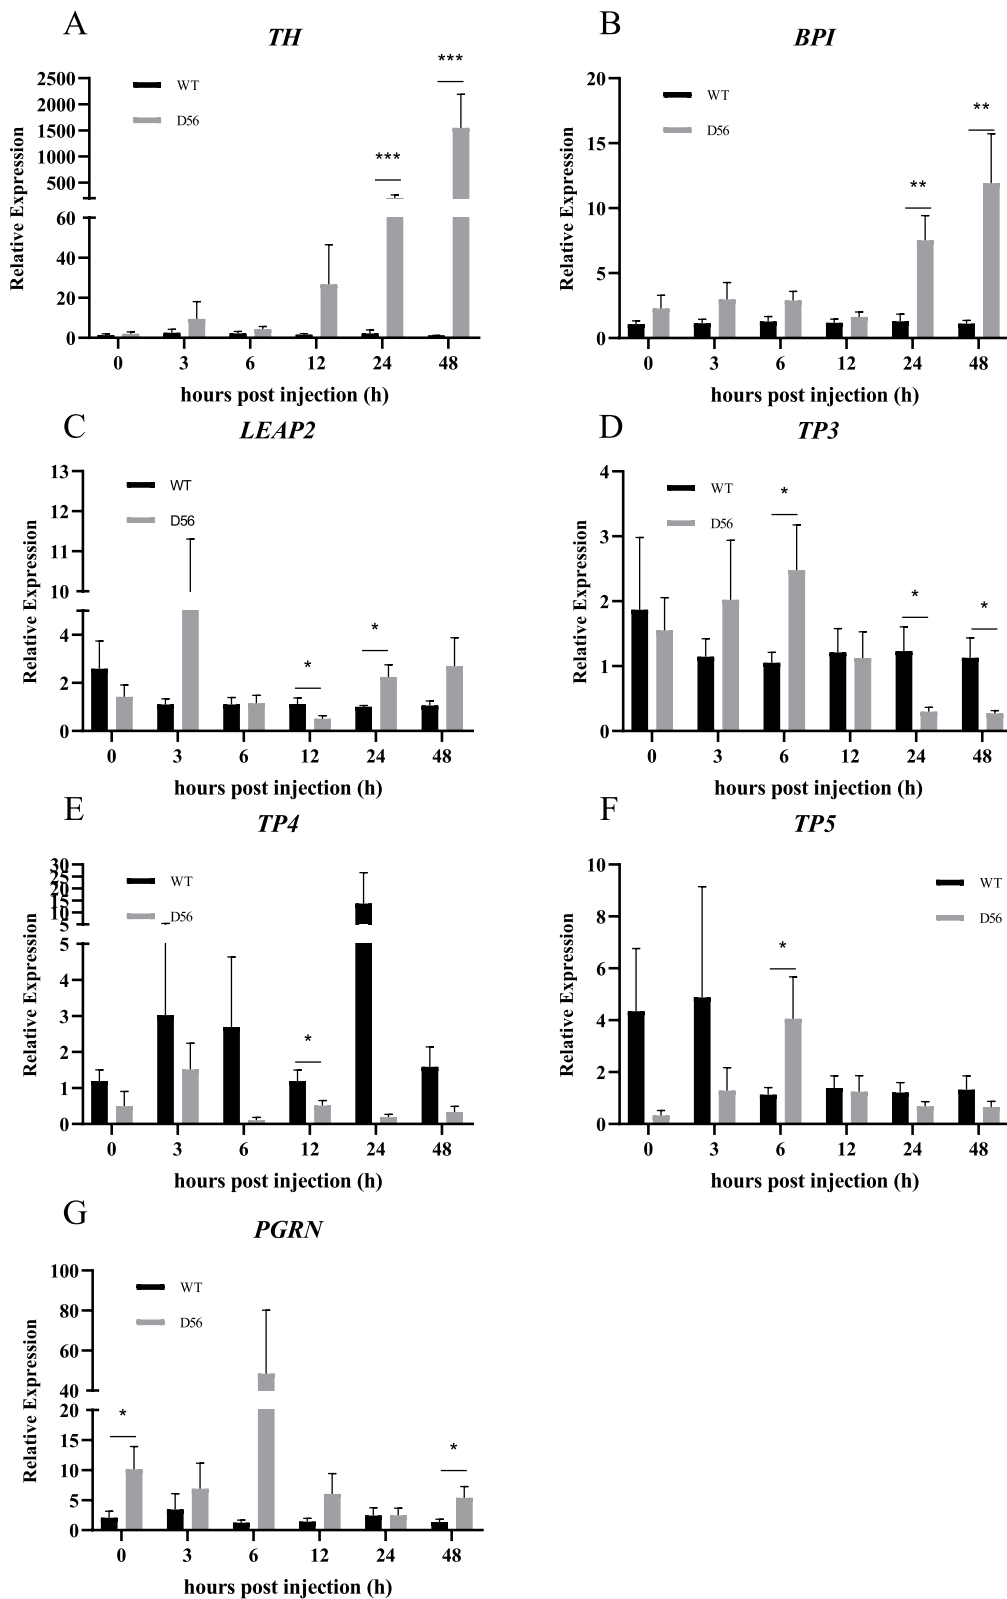 A
TH
***
2500
2000
1500
1000
500
60
40
20
0
WT
D56
***
Relative Expression
0 3 6 12 24 48
hours post injection (h)
B
BPI
20
15
10
5
0
WT
D56
**
**
Relative Expression
0 3 6 12 24 48
hours post injection (h)
C
LEAP2
13
12
11
10
4
2
0
WT
D56
*
*
Relative Expression
0 3 6 12 24 48
hours post injection (h)
D
TP3
4
3
2
1
0
WT
D56
*
*
*
Relative Expression
0 3 6 12 24 48
hours post injection (h)
E
TP4
30
25
20
15
10
5
5
4
3
2
1
0
WT
D56
*
Relative Expression
0 3 6 12 24 48
hours post injection (h)
F
TP5
10
8
6
4
2
0
WT
D56
*
Relative Expression
0 3 6 12 24 48
hours post injection (h)
G
PGRN
100
80
60
40
20
15
10
5
0
WT
D56
*
*
Relative Expression
0 3 6 12 24 48
hours post injection (h)